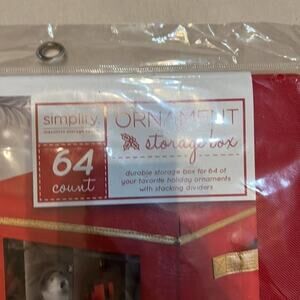 simplify.
ORNAMENT
storage box
64
count
durable storage box for 64 of
your favorite holiday ornaments
with stacking dividers